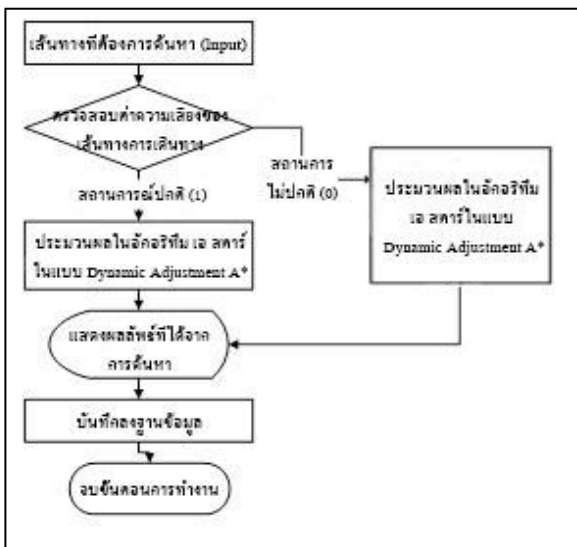 เส้นทางที่ต้องการค้นหา (Input)
ตรวจสอบค่าความเสี่ยงของ
เส้นทางการเดินทาง
สถานการ
ไม่ปกติ (0)
สถานการณ์ปกติ (1)
ประมวนผลในอัคอริทึม
เอ สตาร์ในแบบ
Dynamic Adjustment A*
ประมวนผลในอัคอริทึม เอ สตาร์
ในแบบ Dynamic Adjustment A*
แสดงผลลัพธ์ที่ได้จาก
การค้นหา
บันทึกลงฐานข้อมูล
จบขั้นตอนการทำงาน